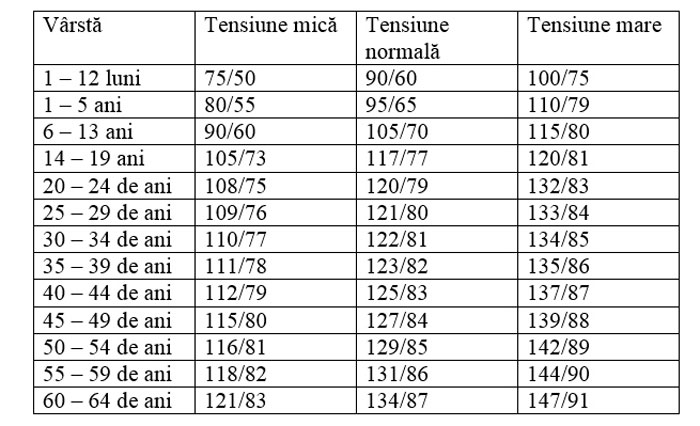 Vârstă Tensiune mică Tensiune normală Tensiune mare
1 – 12 luni 75/50 90/60 100/75
1 – 5 ani 80/55 95/65 110/79
6 – 13 ani 90/60 105/70 115/80
14 – 19 ani 105/73 117/77 120/81
20 – 24 de ani 108/75 120/79 132/83
25 – 29 de ani 109/76 121/80 133/84
30 – 34 de ani 110/77 122/81 134/85
35 – 39 de ani 111/78 123/82 135/86
40 – 44 de ani 112/79 125/83 137/87
45 – 49 de ani 115/80 127/84 139/88
50 – 54 de ani 116/81 129/85 142/89
55 – 59 de ani 118/82 131/86 144/90
60 – 64 de ani 121/83 134/87 147/91